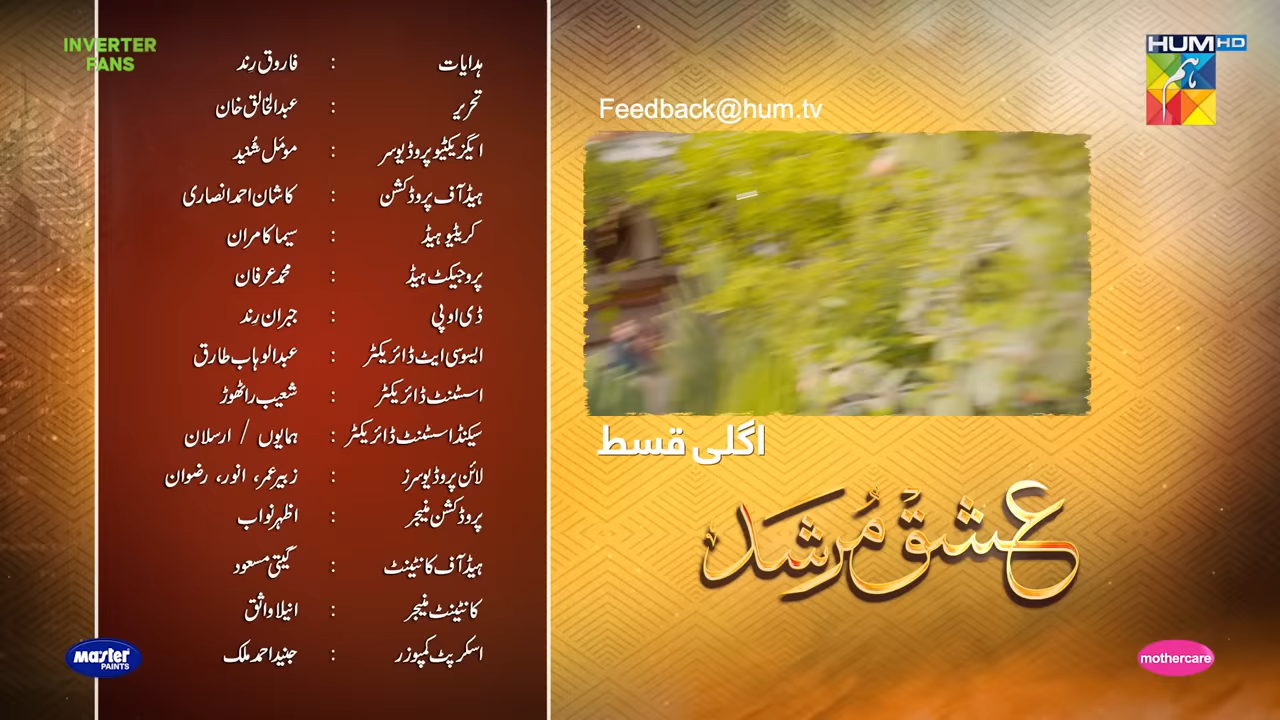 INVERTER
FANS
ہدایات : فاروق رِند
تحریر : عبدالخالق خان
ایگزیکٹیو پروڈیوسر : مومَل شُنید
ہیڈ آف پروڈکشن : کاشان احمد انصاری
کریٹیو ہیڈ : سیما کامران
پروجیکٹ ہیڈ : محمد عرفان
ڈی او پی : جبران رِند
ایسوسی ایٹ ڈائریکٹر : عبدالوہاب طارق
اسسٹنٹ ڈائریکٹر : شعیب راٹھوڑ
سیکنڈ اسسٹنٹ ڈائریکٹر : ہمایوں / ارسلان
لائن پروڈیوسرز : زبیر عمر، انور، رضوان
پروڈکشن منیجر : اظہر نواب
ہیڈ آف کانٹینٹ : گیتی مسعود
کانٹینٹ منیجر : انیلا واثق
اسکرپٹ کمپوزر : جنید احمد ملک
HUM HD
ہم
Feedback@hum.tv
اگلی قسط
عشق مُرشد
Master
PAINTS
mothercare